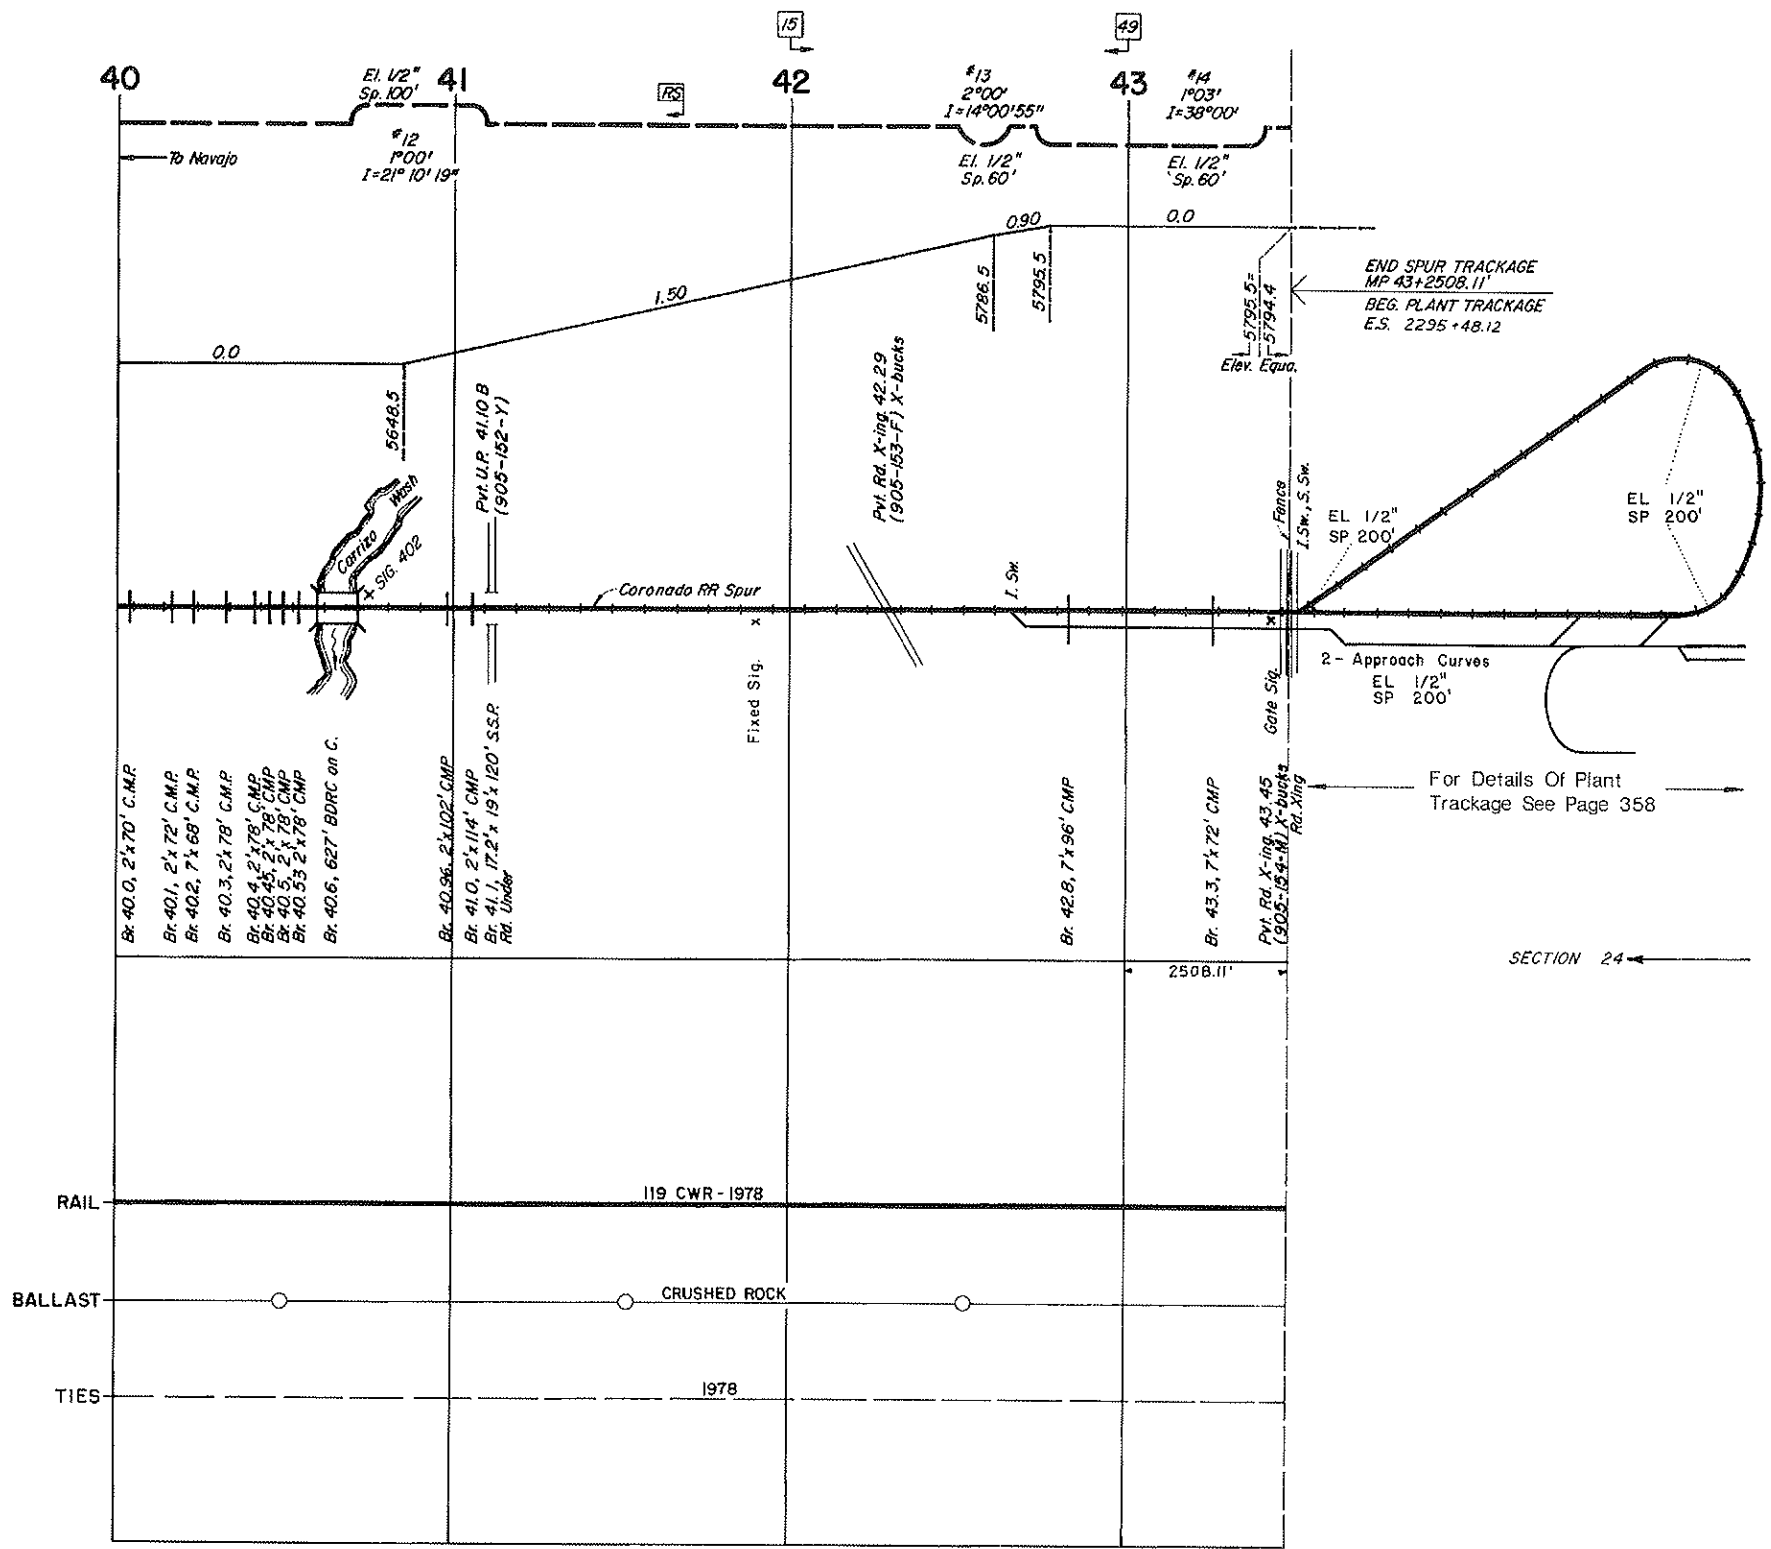 15
49
40
El. 1/2"
Sp. 100'
41
42
#13
2°00'
I=14°00'55"
43
#14
1°03'
I=38°00'
RS
To Navajo
#12
1°00'
I=21° 10' 19"
El. 1/2"
Sp. 60'
El. 1/2"
Sp. 60'
0.0
1.50
0.90
0.0
5648.5
5786.5
5795.5
5795.5=
5794.4
Elev. Equa.
END SPUR TRACKAGE
MP 43+2508.11'
BEG. PLANT TRACKAGE
E.S. 2295+48.12
Pvt. U.P. 41.10 B
(905-152-Y)
Pvt. Rd. X-ing. 42.29
(905-153-F) X-bucks
Carrizo Wash
SIG. 402
Coronado RR Spur
I. Sw.
Fence
I. Sw., S. Sw.
EL 1/2"
SP 200'
EL 1/2"
SP 200'
Fixed Sig.
Gate Sig.
2 - Approach Curves
EL 1/2"
SP 200'
For Details Of Plant
Trackage See Page 358
Br. 40.0, 2'x70' C.M.P.
Br. 40.1, 2'x72' C.M.P.
Br. 40.2, 7'x68' C.M.P.
Br. 40.3, 2'x78' C.M.P.
Br. 40.4, 2'x78' C.M.P.
Br. 40.45, 2'x78' CMP
Br. 40.5, 2'x78' CMP
Br. 40.53 2'x78' CMP
Br. 40.6, 627' BDRC on C.
Br. 40.96, 2'x102' CMP
Br. 41.0, 2'x114' CMP
Br. 41.1, 17.2'x19'x120' S.S.P.
Rd. Under
Br. 42.8, 7'x96' CMP
Br. 43.3, 7'x72' CMP
Pvt. Rd. X-ing. 43.45
(905-154-M) X-bucks
Rd. Xing
2508.11'
SECTION 24
RAIL
119 CWR-1978
BALLAST
CRUSHED ROCK
TIES
1978